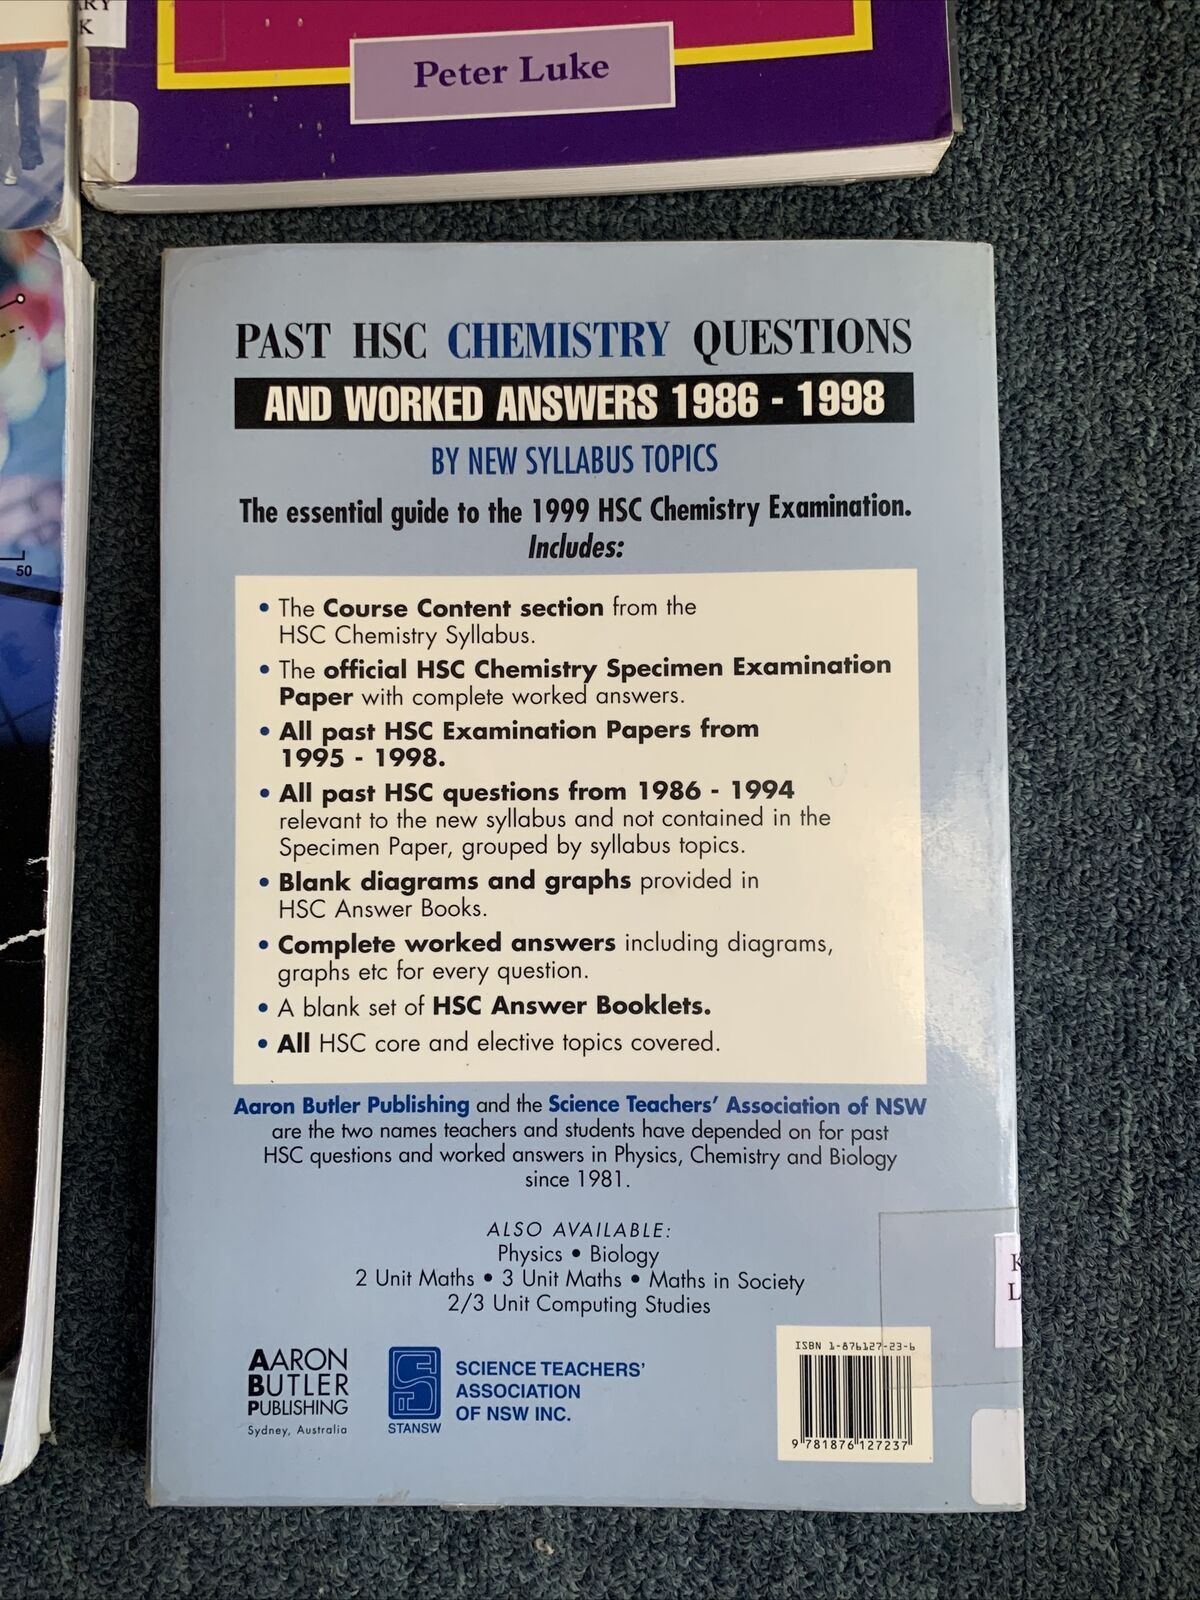 ARY
K
Peter Luke
50
PAST HSC CHEMISTRY QUESTIONS
AND WORKED ANSWERS 1986 - 1998
BY NEW SYLLABUS TOPICS
The essential guide to the 1999 HSC Chemistry Examination.
Includes:
• The Course Content section from the
HSC Chemistry Syllabus.
• The official HSC Chemistry Specimen Examination
Paper with complete worked answers.
• All past HSC Examination Papers from
1995 - 1998.
• All past HSC questions from 1986 - 1994
relevant to the new syllabus and not contained in the
Specimen Paper, grouped by syllabus topics.
• Blank diagrams and graphs provided in
HSC Answer Books.
• Complete worked answers including diagrams,
graphs etc for every question.
• A blank set of HSC Answer Booklets.
• All HSC core and elective topics covered.
Aaron Butler Publishing and the Science Teachers' Association of NSW
are the two names teachers and students have depended on for past
HSC questions and worked answers in Physics, Chemistry and Biology
since 1981.
ALSO AVAILABLE:
Physics • Biology
2 Unit Maths • 3 Unit Maths • Maths in Society
2/3 Unit Computing Studies
K
L
AARON
BUTLER
PUBLISHING
Sydney, Australia
STANSW
SCIENCE TEACHERS'
ASSOCIATION
OF NSW INC.
ISBN 1-876127-23-6
9 781876 127237